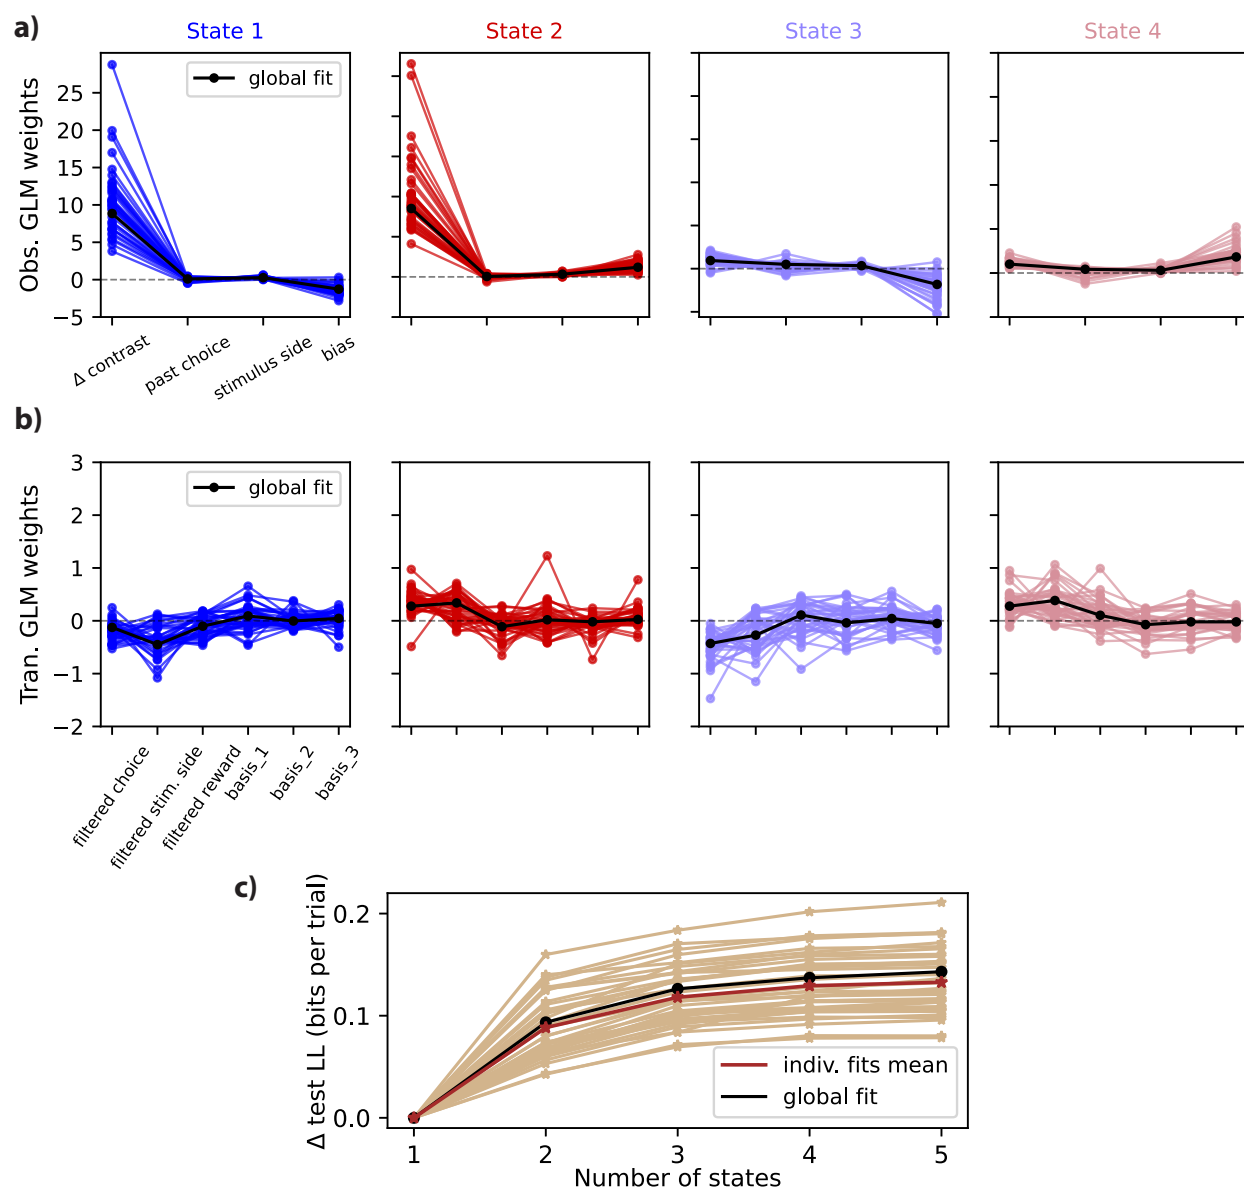 a)
State 1
State 2
State 3
State 4
Obs. GLM weights
25
20
15
10
5
0
−5
global fit
Δ contrast
past choice
stimulus side
bias
b)
Tran. GLM weights
3
2
1
0
−1
−2
global fit
filtered choice
filtered stim. side
filtered reward
basis_1
basis_2
basis_3
c)
Δ test LL (bits per trial)
0.2
0.1
0.0
indiv. fits mean
global fit
1
2
3
4
5
Number of states